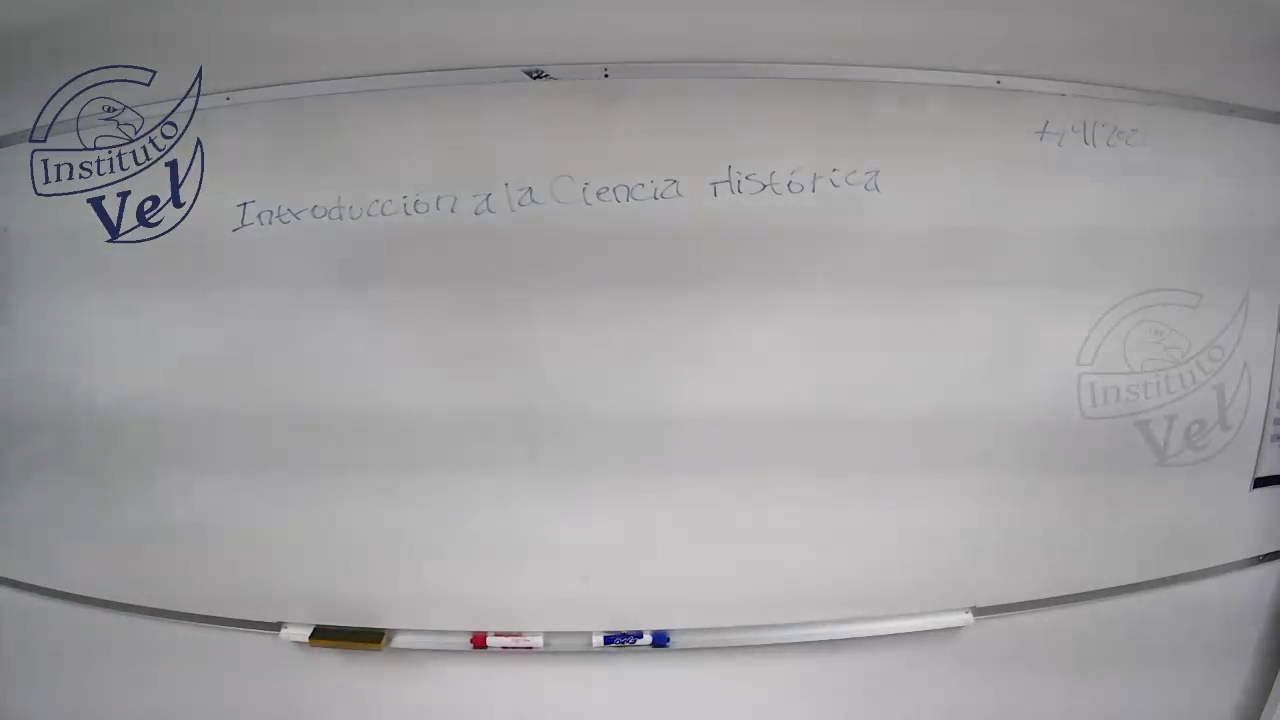 Instituto
Vel
Introducción a la Ciencia Histórica
Instituto
Vel